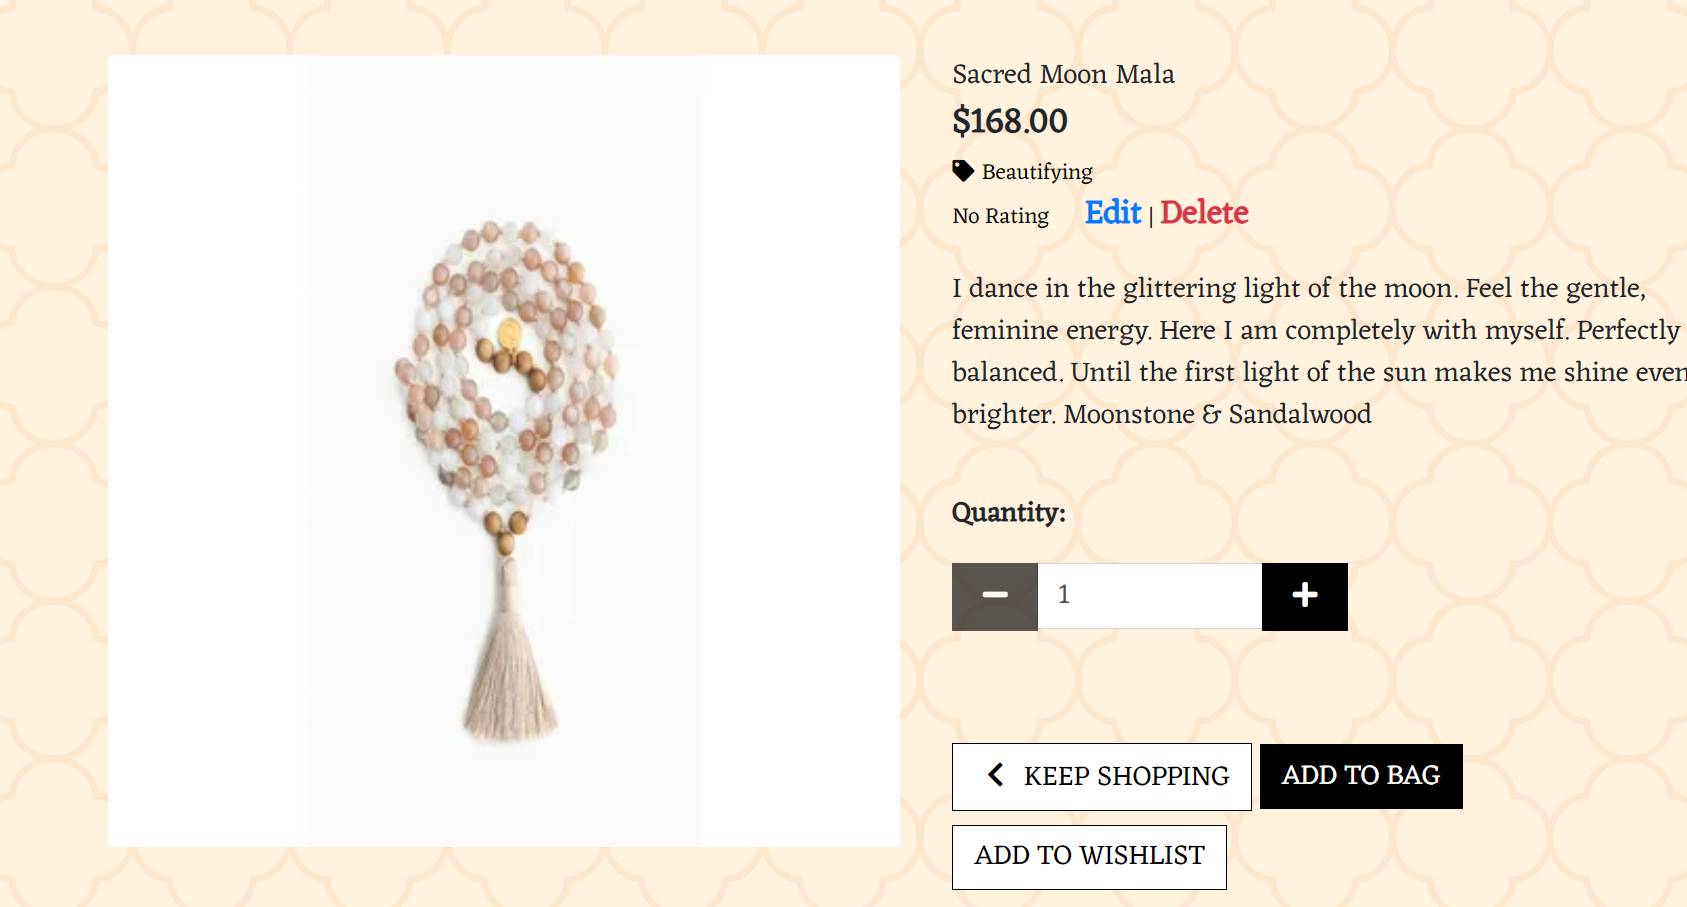 Sacred Moon Mala
$168.00
Beautifying
No Rating Edit | Delete
I dance in the glittering light of the moon. Feel the gentle,
feminine energy. Here I am completely with myself. Perfectly
balanced. Until the first light of the sun makes me shine even
brighter. Moonstone & Sandalwood
Quantity:
1
KEEP SHOPPING ADD TO BAG
ADD TO WISHLIST